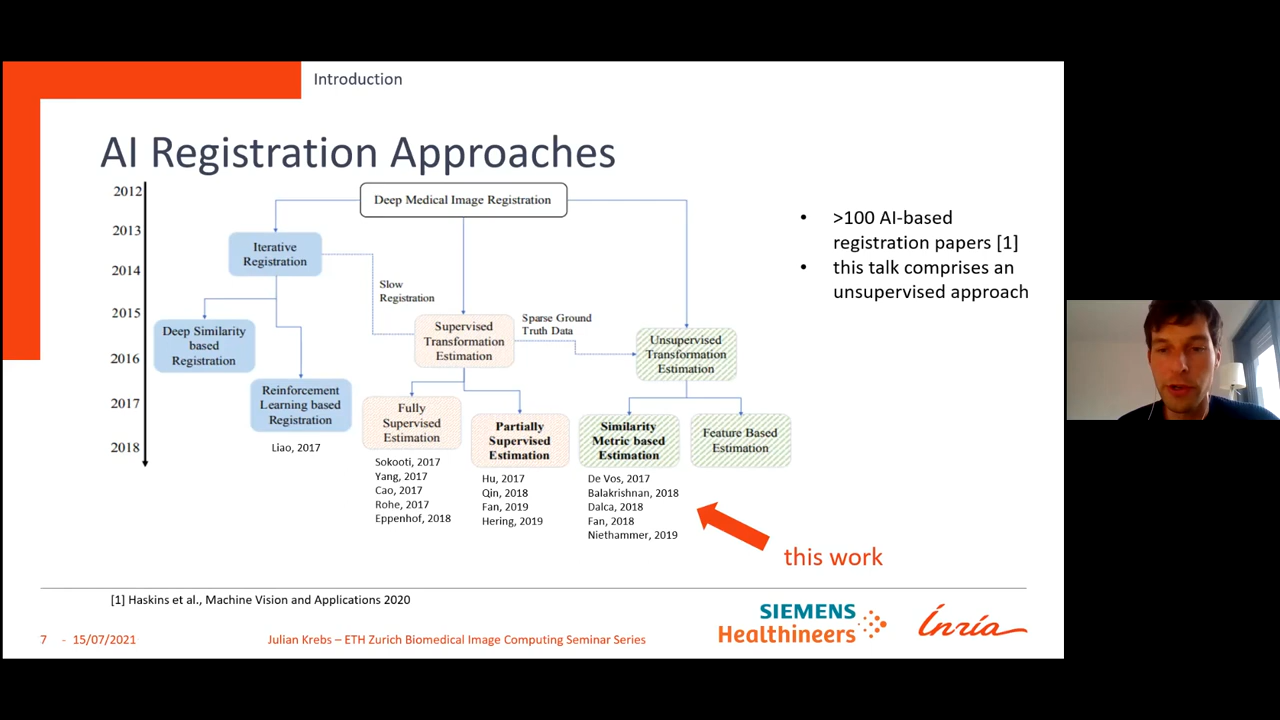 Introduction
AI Registration Approaches
2012
2013
2014
2015
2016
2017
2018
Deep Medical Image Registration
Iterative
Registration
Slow
Registration
Deep Similarity
based
Registration
Reinforcement
Learning based
Registration
Liao, 2017
Supervised
Transformation
Estimation
Sparse Ground
Truth Data
Unsupervised
Transformation
Estimation
Fully
Supervised
Estimation
Sokooti, 2017
Yang, 2017
Cao, 2017
Rohe, 2017
Eppenhof, 2018
Partially
Supervised
Estimation
Hu, 2017
Qin, 2018
Fan, 2019
Hering, 2019
Similarity
Metric based
Estimation
De Vos, 2017
Balakrishnan, 2018
Dalca, 2018
Fan, 2018
Niethammer, 2019
Feature Based
Estimation
• >100 AI-based
registration papers [1]
• this talk comprises an
unsupervised approach
this work
[1] Haskins et al., Machine Vision and Applications 2020
7 - 15/07/2021
Julian Krebs – ETH Zurich Biomedical Image Computing Seminar Series
SIEMENS
Healthineers
Inria